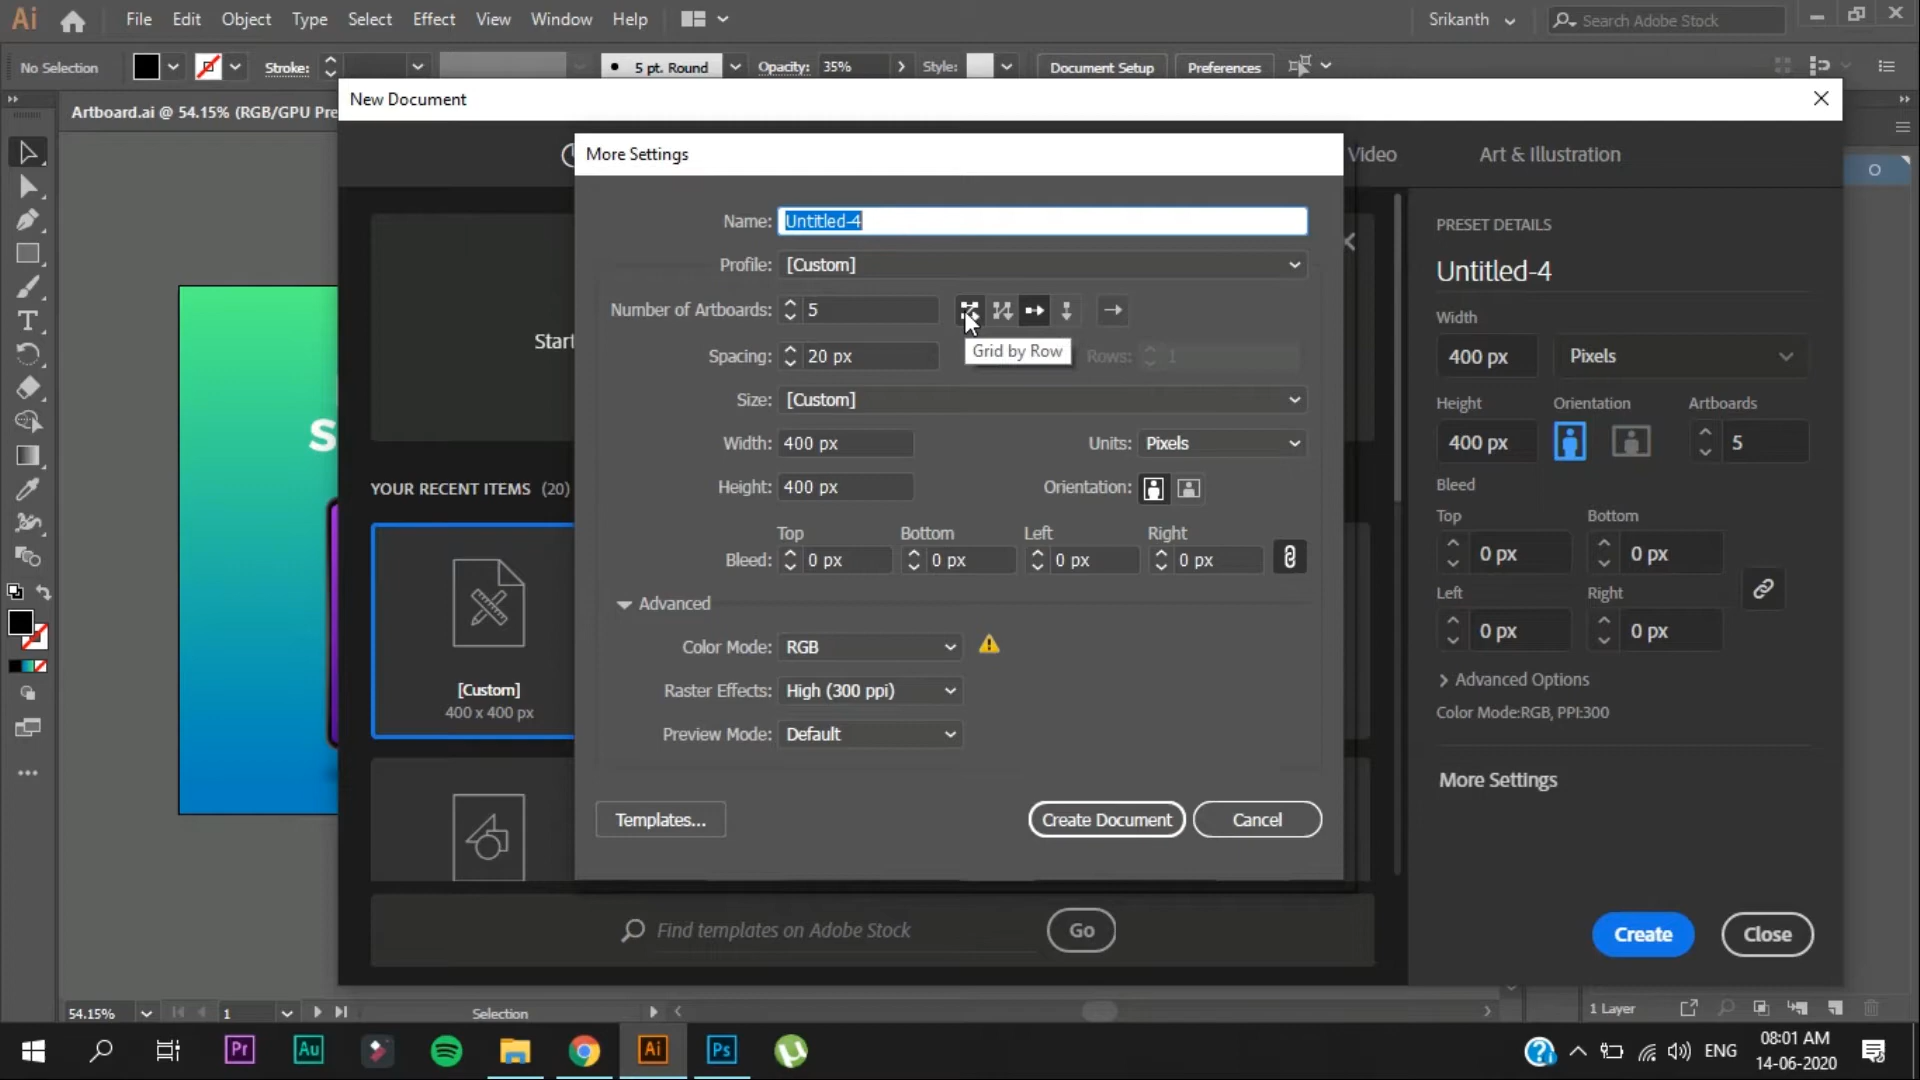 Ai File Edit Object Type Select Effect View Window Help Srikanth Search Adobe Stock
No Selection Stroke: 5 pt. Round Opacity: 35% Style: Document Setup Preferences
Artboard.ai @ 54.15% (RGB/GPU Pre
New Document
Video Art & Illustration
More Settings
Name: Untitled-4
Profile: [Custom]
Number of Artboards: 5
Grid by Row
Spacing: 20 px Rows: 1
Size: [Custom]
Width: 400 px Units: Pixels
Height: 400 px Orientation:
Top Bottom Left Right
Bleed: 0 px 0 px 0 px 0 px
Advanced
Color Mode: RGB
Raster Effects: High (300 ppi)
Preview Mode: Default
Templates... Create Document Cancel
Start
S
YOUR RECENT ITEMS (20)
[Custom]
400 x 400 px
Find templates on Adobe Stock Go
PRESET DETAILS
Untitled-4
Width
400 px Pixels
Height Orientation Artboards
400 px 5
Bleed
Top Bottom
0 px 0 px
Left Right
0 px 0 px
Advanced Options
Color Mode:RGB, PPI:300
More Settings
Create Close
54.15% 1 Selection 1 Layer
Pr Au Ai Ps ENG 08:01 AM
14-06-2020